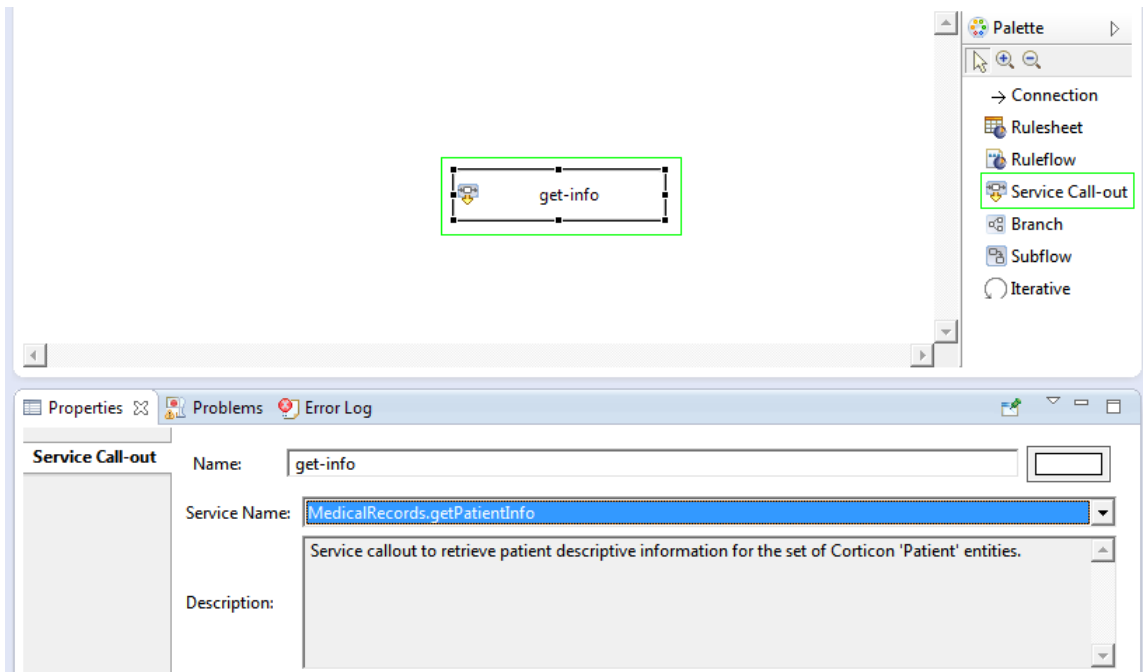 Palette
Connection
Rulesheet
Ruleflow
get-info
Service Call-out
Branch
Subflow
Iterative
Properties Problems Error Log
Service Call-out
Name: get-info
Service Name: MedicalRecords.getPatientInfo
Service callout to retrieve patient descriptive information for the set of Corticon 'Patient' entities.
Description: